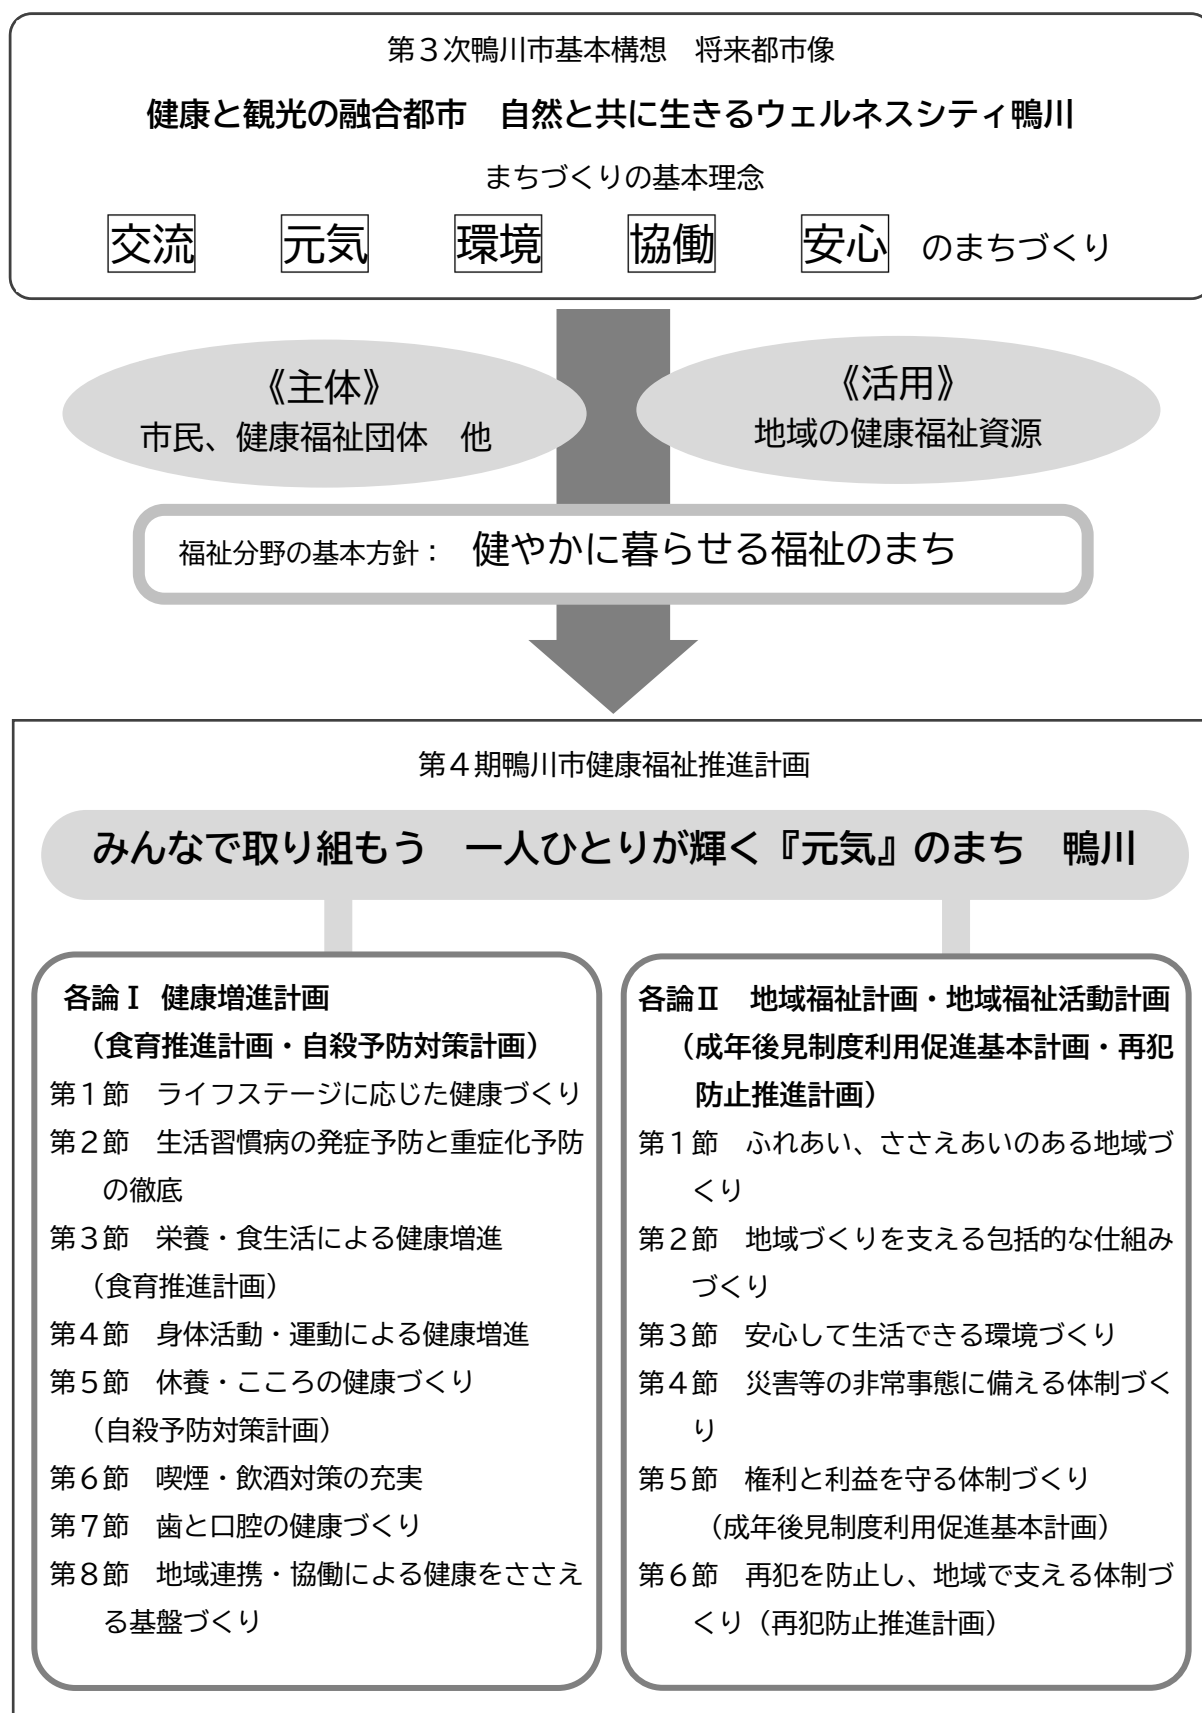 第３次鴨川市基本構想　将来都市像
健康と観光の融合都市　自然と共に生きるウェルネスシティ鴨川
まちづくりの基本理念
交流　元気　環境　協働　安心　のまちづくり
《主体》
市民、健康福祉団体　他
《活用》
地域の健康福祉資源
福祉分野の基本方針：　健やかに暮らせる福祉のまち
第４期鴨川市健康福祉推進計画
みんなで取り組もう　一人ひとりが輝く『元気』のまち　鴨川
各論Ⅰ 健康増進計画
（食育推進計画・自殺予防対策計画）
第１節　ライフステージに応じた健康づくり
第２節　生活習慣病の発症予防と重症化予防
の徹底
第３節　栄養・食生活による健康増進
（食育推進計画）
第４節　身体活動・運動による健康増進
第５節　休養・こころの健康づくり
（自殺予防対策計画）
第６節　喫煙・飲酒対策の充実
第７節　歯と口腔の健康づくり
第８節　地域連携・協働による健康をささえ
る基盤づくり
各論Ⅱ　地域福祉計画・地域福祉活動計画
（成年後見制度利用促進基本計画・再犯
防止推進計画）
第１節　ふれあい、ささえあいのある地域づ
くり
第２節　地域づくりを支える包括的な仕組み
づくり
第３節　安心して生活できる環境づくり
第４節　災害等の非常事態に備える体制づく
り
第５節　権利と利益を守る体制づくり
（成年後見制度利用促進基本計画）
第６節　再犯を防止し、地域で支える体制づ
くり（再犯防止推進計画）